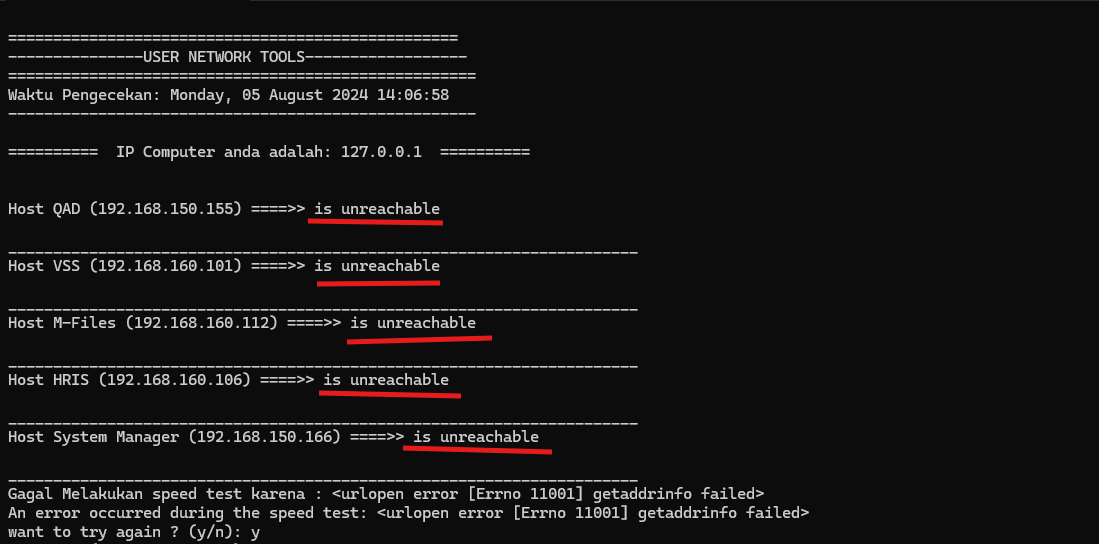 ==================================================
---------------USER NETWORK TOOLS------------------
====================================================
Waktu Pengecekan: Monday, 05 August 2024 14:06:58
----------------------------------------------------
==========  IP Computer anda adalah: 127.0.0.1  ==========
Host QAD (192.168.150.155) ====>> is unreachable
______________________________________________________________________
Host VSS (192.168.160.101) ====>> is unreachable
______________________________________________________________________
Host M-Files (192.168.160.112) ====>> is unreachable
______________________________________________________________________
Host HRIS (192.168.160.106) ====>> is unreachable
______________________________________________________________________
Host System Manager (192.168.150.166) ====>> is unreachable
______________________________________________________________________
Gagal Melakukan speed test karena : <urlopen error [Errno 11001] getaddrinfo failed>
An error occurred during the speed test: <urlopen error [Errno 11001] getaddrinfo failed>
want to try again ? (y/n): y